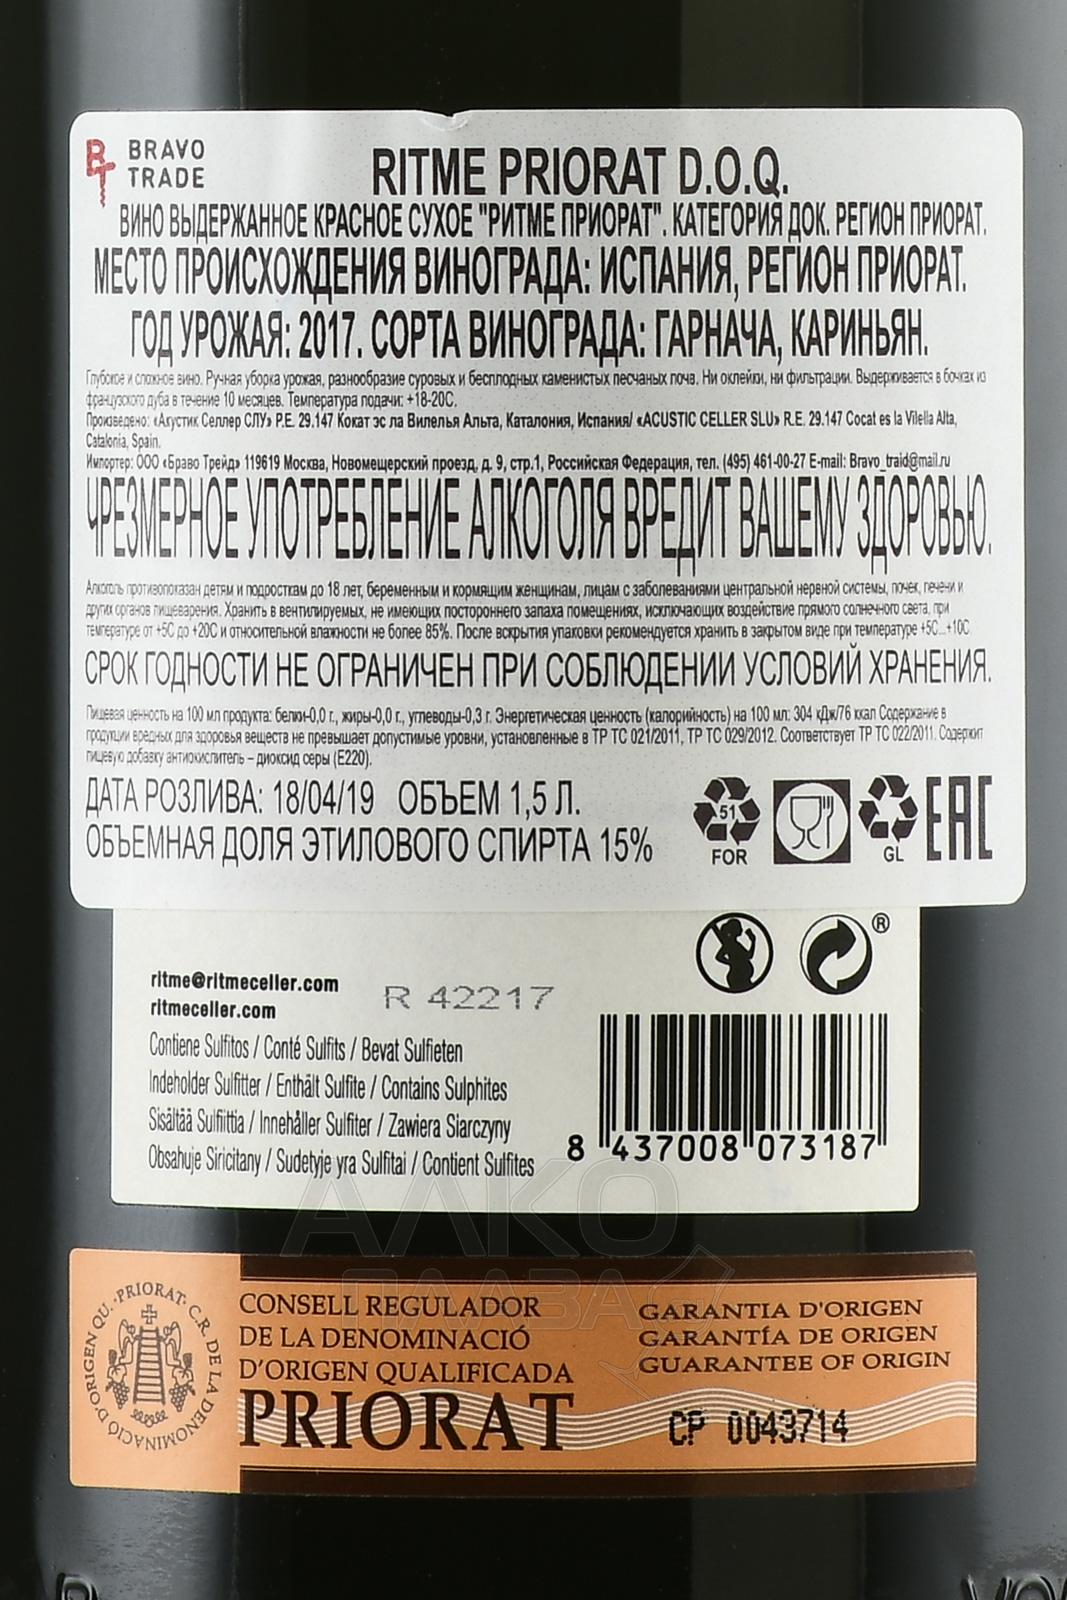 BRAVO
TRADE
RITME PRIORAT D.O.Q.
ВИНО ВЫДЕРЖАННОЕ КРАСНОЕ СУХОЕ "РИТМЕ ПРИОРАТ". КАТЕГОРИЯ ДОК. РЕГИОН ПРИОРАТ.
МЕСТО ПРОИСХОЖДЕНИЯ ВИНОГРАДА: ИСПАНИЯ, РЕГИОН ПРИОРАТ.
ГОД УРОЖАЯ: 2017. СОРТА ВИНОГРАДА: ГАРНАЧА, КАРИНЬЯН.
Глубокое и сложное вино. Ручная уборка урожая, разнообразие суровых и бесплодных каменистых песчаных почв. Ни оклейки, ни фильтрации. Выдерживается в бочках из
французского дуба в течение 10 месяцев. Температура подачи: +18-20С.
Произведено: «Акустик Селлер СЛУ» Р.Е. 29.147 Кокат эс ла Вилелья Альта, Каталония, Испания/ «ACUSTIC CELLER SLU» R.E. 29.147 Cocat es la Vilella Alta,
Catalonia, Spain.
Импортер: ООО «Браво Трейд» 119619 Москва, Новомещерский проезд, д. 9, стр.1, Российская Федерация, тел. (495) 461-00-27 E-mail: Bravo_traid@mail.ru
ЧРЕЗМЕРНОЕ УПОТРЕБЛЕНИЕ АЛКОГОЛЯ ВРЕДИТ ВАШЕМУ ЗДОРОВЬЮ.
Алкоголь противопоказан детям и подросткам до 18 лет, беременным и кормящим женщинам, лицам с заболеваниями центральной нервной системы, почек, печени и
других органов пищеварения. Хранить в вентилируемых, не имеющих постороннего запаха помещениях, исключающих воздействие прямого солнечного света, при
температуре от +5С до +20С и относительной влажности не более 85%. После вскрытия упаковки рекомендуется хранить в закрытом виде при температуре +5С...+10С
СРОК ГОДНОСТИ НЕ ОГРАНИЧЕН ПРИ СОБЛЮДЕНИИ УСЛОВИЙ ХРАНЕНИЯ.
Пищевая ценность на 100 мл продукта: белки-0,0 г., жиры-0,0 г., углеводы-0,3 г. Энергетическая ценность (калорийность) на 100 мл: 304 кДж/76 ккал Содержание в
продукции вредных для здоровья веществ не превышает допустимые уровни, установленные в ТР ТС 021/2011, ТР ТС 029/2012. Соответствует ТР ТС 022/2011. Содержит
пищевую добавку антиокислитель – диоксид серы (Е220).
ДАТА РОЗЛИВА: 18/04/19 ОБЪЕМ 1,5 Л.
ОБЪЕМНАЯ ДОЛЯ ЭТИЛОВОГО СПИРТА 15%
51
FOR
GL
EAC
®
ritme@ritmeceller.com
ritmeceller.com
R 42217
Contiene Sulfitos / Conté Sulfits / Bevat Sulfieten
Indeholder Sulfitter / Enthält Sulfite / Contains Sulphites
Sisältää Sulfiittia / Innehåller Sulfiter / Zawiera Siarczyny
Obsahuje Siricitany / Sudetyje yra Sulfitai / Contient Sulfites
8 437008 073187
АЛКО
ПЛАЗА
·PRIORAT· C.R. DE LA DENOMINACIÓ D'ORIGEN QU.
CONSELL REGULADOR
DE LA DENOMINACIÓ
D'ORIGEN QUALIFICADA
PRIORAT
GARANTIA D'ORIGEN
GARANTÍA DE ORIGEN
GUARANTEE OF ORIGIN
CP 0043714